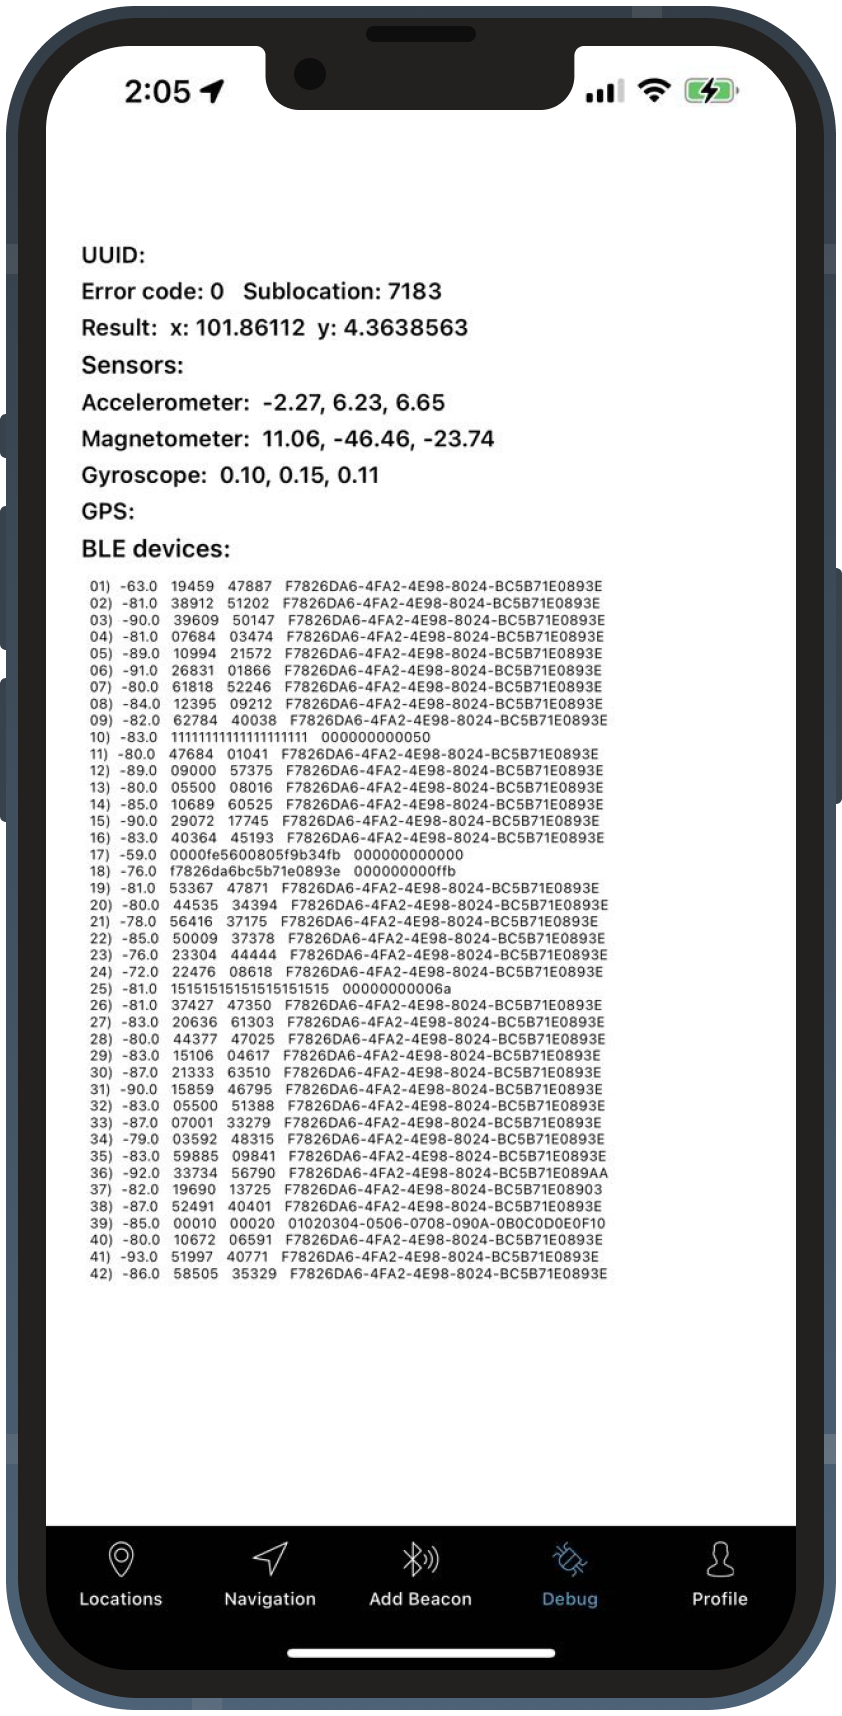 2:05
UUID:
Error code: 0 Sublocation: 7183
Result: x: 101.86112 y: 4.3638563
Sensors:
Accelerometer: -2.27, 6.23, 6.65
Magnetometer: 11.06, -46.46, -23.74
Gyroscope: 0.10, 0.15, 0.11
GPS:
BLE devices:
01) -63.0 19459 47887 F7826DA6-4FA2-4E98-8024-BC5B71E0893E
02) -81.0 38912 51202 F7826DA6-4FA2-4E98-8024-BC5B71E0893E
03) -90.0 39609 50147 F7826DA6-4FA2-4E98-8024-BC5B71E0893E
04) -81.0 07684 03474 F7826DA6-4FA2-4E98-8024-BC5B71E0893E
05) -89.0 10994 21572 F7826DA6-4FA2-4E98-8024-BC5B71E0893E
06) -91.0 26831 01866 F7826DA6-4FA2-4E98-8024-BC5B71E0893E
07) -80.0 61818 52246 F7826DA6-4FA2-4E98-8024-BC5B71E0893E
08) -84.0 12395 09212 F7826DA6-4FA2-4E98-8024-BC5B71E0893E
09) -82.0 62784 40038 F7826DA6-4FA2-4E98-8024-BC5B71E0893E
10) -83.0 11111111111111111111 000000000050
11) -80.0 47684 01041 F7826DA6-4FA2-4E98-8024-BC5B71E0893E
12) -89.0 09000 57375 F7826DA6-4FA2-4E98-8024-BC5B71E0893E
13) -80.0 05500 08016 F7826DA6-4FA2-4E98-8024-BC5B71E0893E
14) -85.0 10689 60525 F7826DA6-4FA2-4E98-8024-BC5B71E0893E
15) -90.0 29072 17745 F7826DA6-4FA2-4E98-8024-BC5B71E0893E
16) -83.0 40364 45193 F7826DA6-4FA2-4E98-8024-BC5B71E0893E
17) -59.0 0000fe5600805f9b34fb 000000000000
18) -76.0 f7826da6bc5b71e0893e 000000000ffb
19) -81.0 53367 47871 F7826DA6-4FA2-4E98-8024-BC5B71E0893E
20) -80.0 44535 34394 F7826DA6-4FA2-4E98-8024-BC5B71E0893E
21) -78.0 56416 37175 F7826DA6-4FA2-4E98-8024-BC5B71E0893E
22) -85.0 50009 37378 F7826DA6-4FA2-4E98-8024-BC5B71E0893E
23) -76.0 23304 44444 F7826DA6-4FA2-4E98-8024-BC5B71E0893E
24) -72.0 22476 08618 F7826DA6-4FA2-4E98-8024-BC5B71E0893E
25) -81.0 15151515151515151515 00000000006a
26) -81.0 37427 47350 F7826DA6-4FA2-4E98-8024-BC5B71E0893E
27) -83.0 20636 61303 F7826DA6-4FA2-4E98-8024-BC5B71E0893E
28) -80.0 44377 47025 F7826DA6-4FA2-4E98-8024-BC5B71E0893E
29) -83.0 15106 04617 F7826DA6-4FA2-4E98-8024-BC5B71E0893E
30) -87.0 21333 63510 F7826DA6-4FA2-4E98-8024-BC5B71E0893E
31) -90.0 15859 46795 F7826DA6-4FA2-4E98-8024-BC5B71E0893E
32) -83.0 05500 51388 F7826DA6-4FA2-4E98-8024-BC5B71E0893E
33) -87.0 07001 33279 F7826DA6-4FA2-4E98-8024-BC5B71E0893E
34) -79.0 03592 48315 F7826DA6-4FA2-4E98-8024-BC5B71E0893E
35) -83.0 59885 09841 F7826DA6-4FA2-4E98-8024-BC5B71E0893E
36) -92.0 33734 56790 F7826DA6-4FA2-4E98-8024-BC5B71E089AA
37) -82.0 19690 13725 F7826DA6-4FA2-4E98-8024-BC5B71E08903
38) -87.0 52491 40401 F7826DA6-4FA2-4E98-8024-BC5B71E0893E
39) -85.0 00010 00020 01020304-0506-0708-090A-0B0C0D0E0F10
40) -80.0 10672 06591 F7826DA6-4FA2-4E98-8024-BC5B71E0893E
41) -93.0 51997 40771 F7826DA6-4FA2-4E98-8024-BC5B71E0893E
42) -86.0 58505 35329 F7826DA6-4FA2-4E98-8024-BC5B71E0893E
Locations Navigation Add Beacon Debug Profile